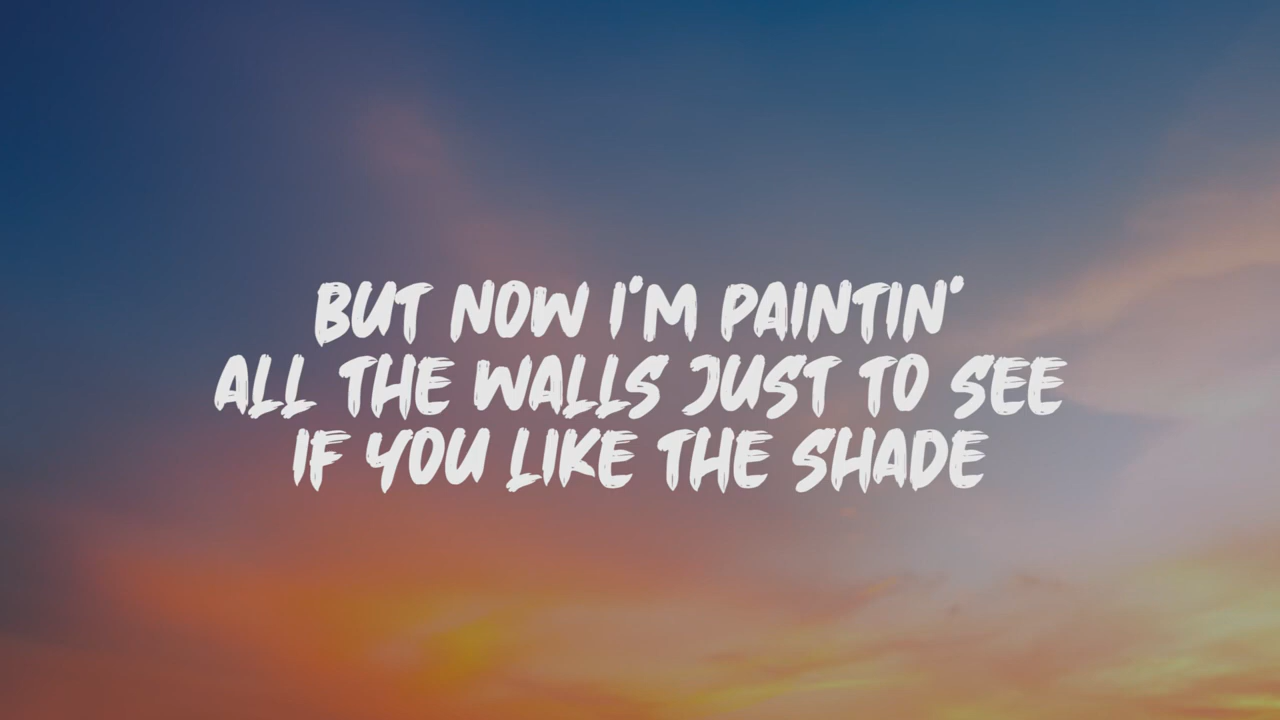 BUT NOW I'M PAINTIN'
ALL THE WALLS JUST TO SEE
IF YOU LIKE THE SHADE